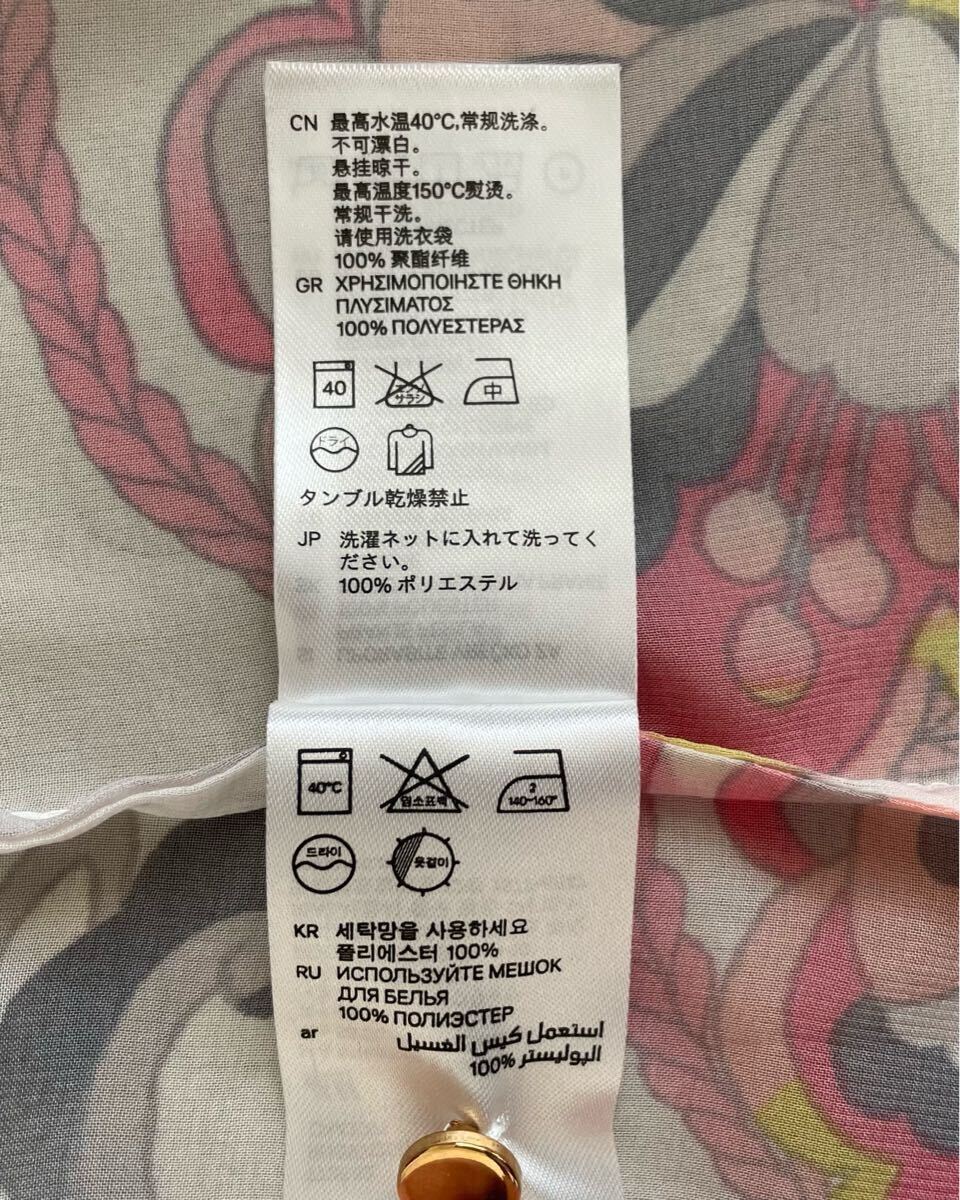 CN 最高水温40°C,常规洗涤。
不可漂白。
悬挂晾干。
最高温度150°C熨烫。
常规干洗。
请使用洗衣袋
100% 聚酯纤维
GR ΧΡΗΣΙΜΟΠΟΙΗΣΤΕ ΘΗΚΗ
ΠΛΥΣΙΜΑΤΟΣ
100% ΠΟΛΥΕΣΤΕΡΑΣ
40 エンソ サラシ 中
ドライ
タンブル乾燥禁止
JP 洗濯ネットに入れて洗ってく
ださい。
100% ポリエステル
40°C 염소표백 2 140~160°
드라이 옷걸이
KR 세탁망을 사용하세요
폴리에스터 100%
RU ИСПОЛЬЗУЙТЕ МЕШОК
ДЛЯ БЕЛЬЯ
100% ПОЛИЭСТЕР
ar استعمل كيس الغسيل
البوليستر 100%